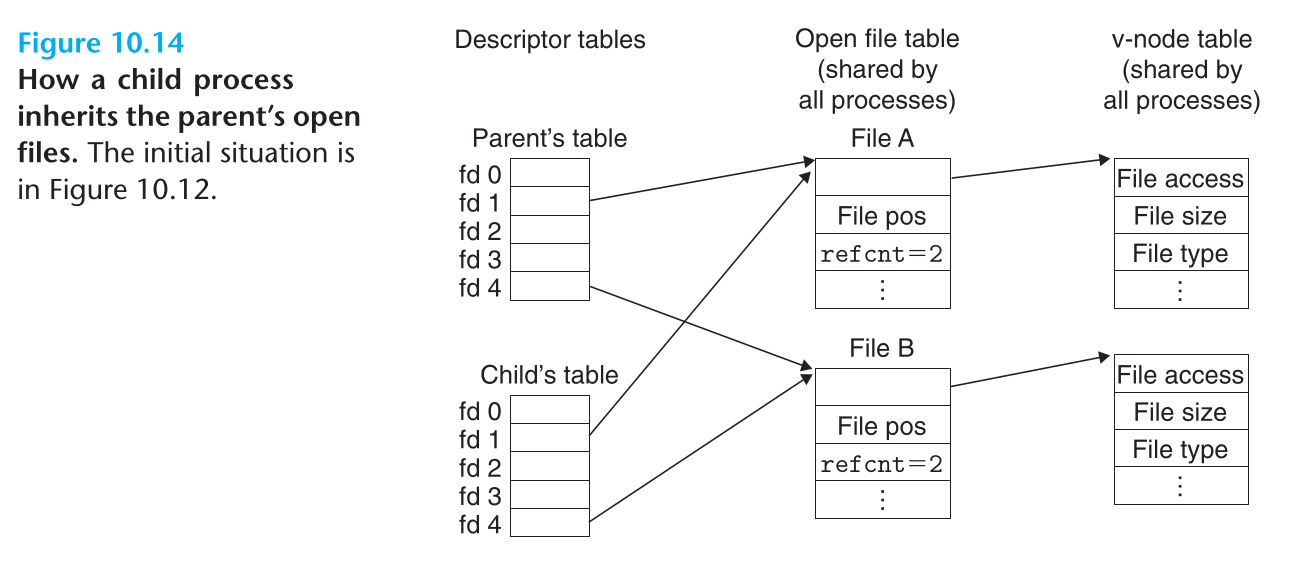 Figure 10.14
How a child process
inherits the parent’s open
files. The initial situation is
in Figure 10.12.
Descriptor tables
Open file table
(shared by
all processes)
v-node table
(shared by
all processes)
Parent’s table
fd 0
fd 1
fd 2
fd 3
fd 4
File A
File pos
refcnt=2
⋮
File access
File size
File type
⋮
Child’s table
fd 0
fd 1
fd 2
fd 3
fd 4
File B
File pos
refcnt=2
⋮
File access
File size
File type
⋮